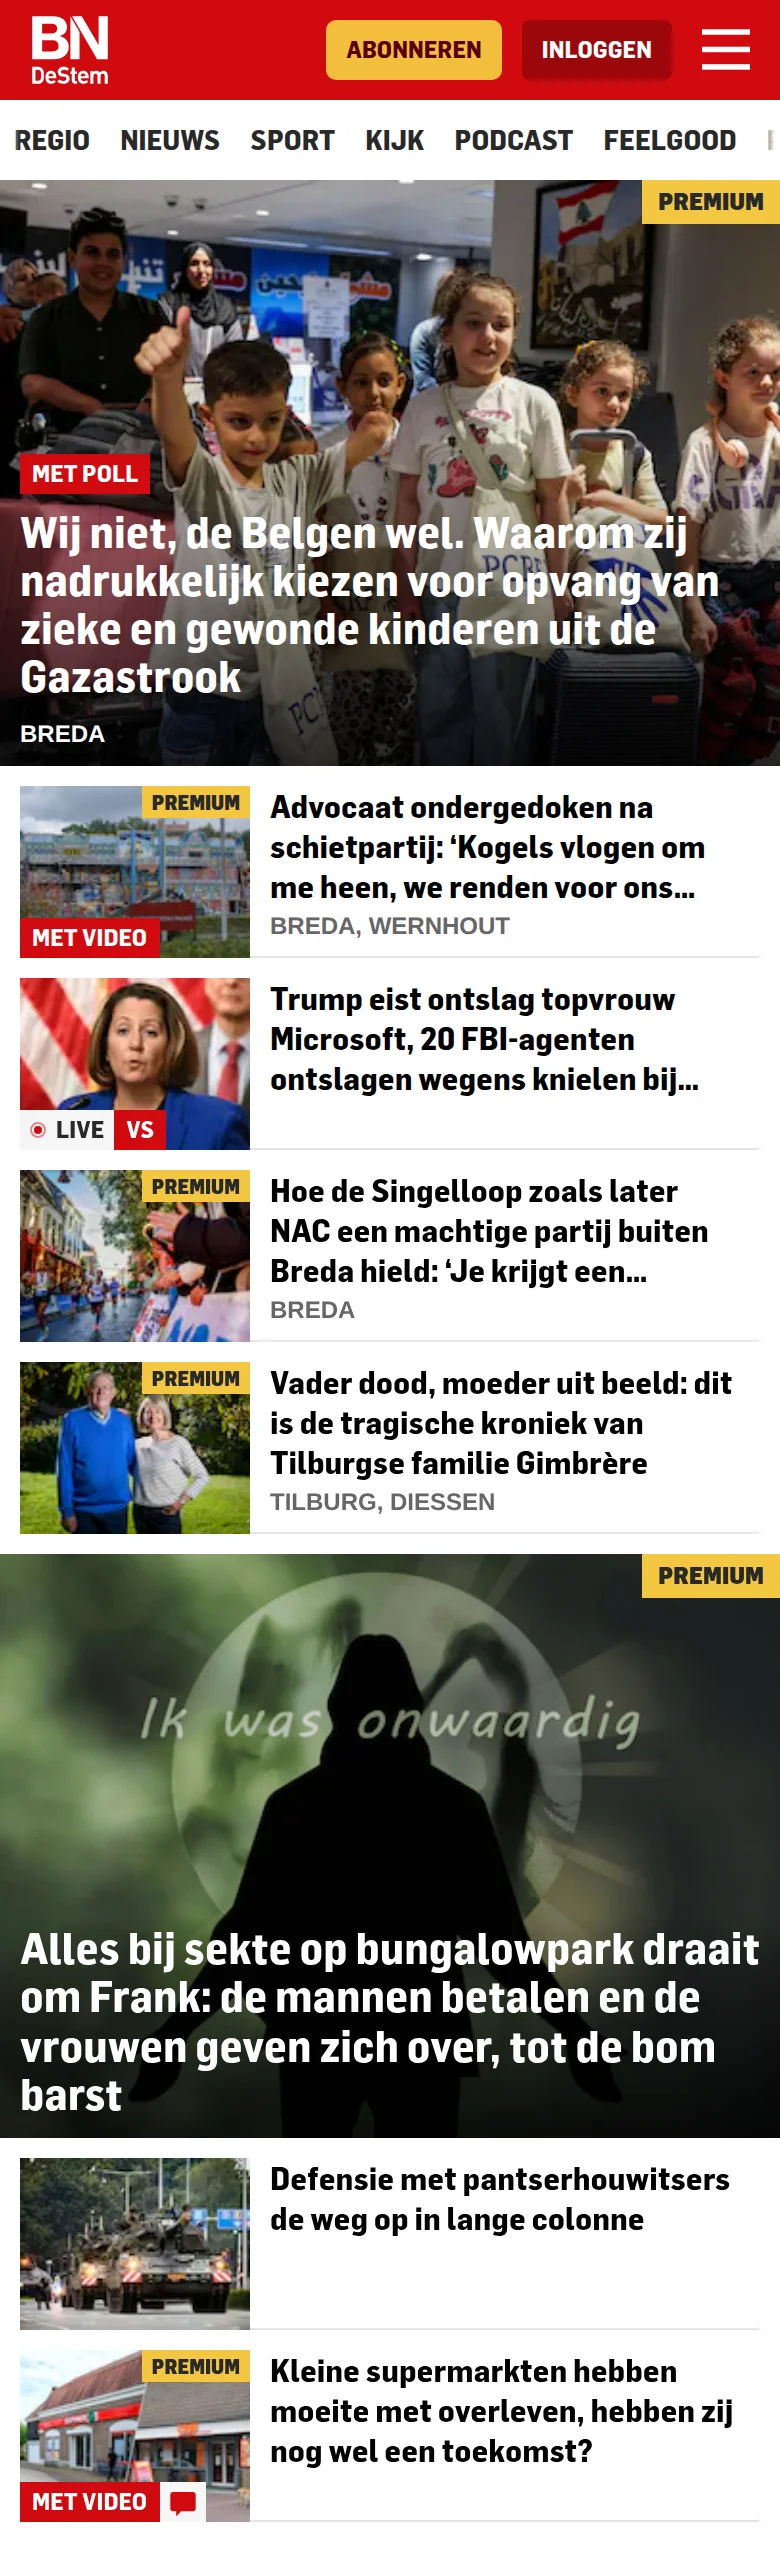 BN
DeStem
ABONNEREN
INLOGGEN
REGIO NIEUWS SPORT KIJK PODCAST FEELGOOD
PREMIUM
MET POLL
Wij niet, de Belgen wel. Waarom zij
nadrukkelijk kiezen voor opvang van
zieke en gewonde kinderen uit de
Gazastrook
BREDA
PREMIUM
MET VIDEO
Advocaat ondergedoken na
schietpartij: ‘Kogels vlogen om
me heen, we renden voor ons...
BREDA, WERNHOUT
LIVE VS
Trump eist ontslag topvrouw
Microsoft, 20 FBI-agenten
ontslagen wegens knielen bij...
PREMIUM
Hoe de Singelloop zoals later
NAC een machtige partij buiten
Breda hield: ‘Je krijgt een...
BREDA
PREMIUM
Vader dood, moeder uit beeld: dit
is de tragische kroniek van
Tilburgse familie Gimbrère
TILBURG, DIESSEN
PREMIUM
Ik was onwaardig
Alles bij sekte op bungalowpark draait
om Frank: de mannen betalen en de
vrouwen geven zich over, tot de bom
barst
Defensie met pantserhouwitsers
de weg op in lange colonne
PREMIUM
MET VIDEO
Kleine supermarkten hebben
moeite met overleven, hebben zij
nog wel een toekomst?